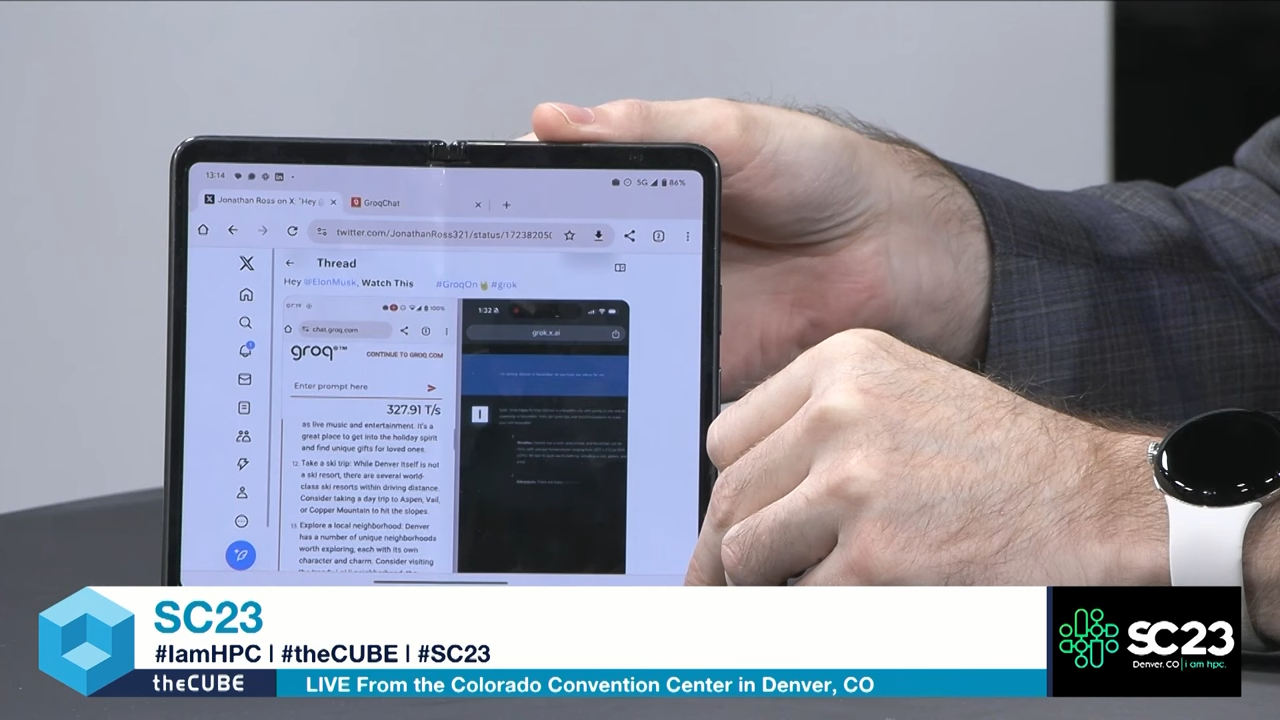 13:14
5G 86%
Jonathan Ross on X: "Hey
GroqChat
twitter.com/JonathanRoss321/status/17238205(
Thread
Hey @ElonMusk, Watch This #GroqOn #grok
07:19
100%
chat.groq.com
groq
CONTINUE TO GROQ.COM
Enter prompt here
327.91 T/s
as live music and entertainment. It's a
great place to get into the holiday spirit
and find unique gifts for loved ones.
12. Take a ski trip: While Denver itself is not
a ski resort, there are several world-
class ski resorts within driving distance.
Consider taking a day trip to Aspen, Vail,
or Copper Mountain to hit the slopes.
13. Explore a local neighborhood: Denver
has a number of unique neighborhoods
worth exploring, each with its own
character and charm. Consider visiting
1:32
grok.x.ai
SC23
#IamHPC | #theCUBE | #SC23
theCUBE
LIVE From the Colorado Convention Center in Denver, CO
SC23
Denver, CO | i am hpc.